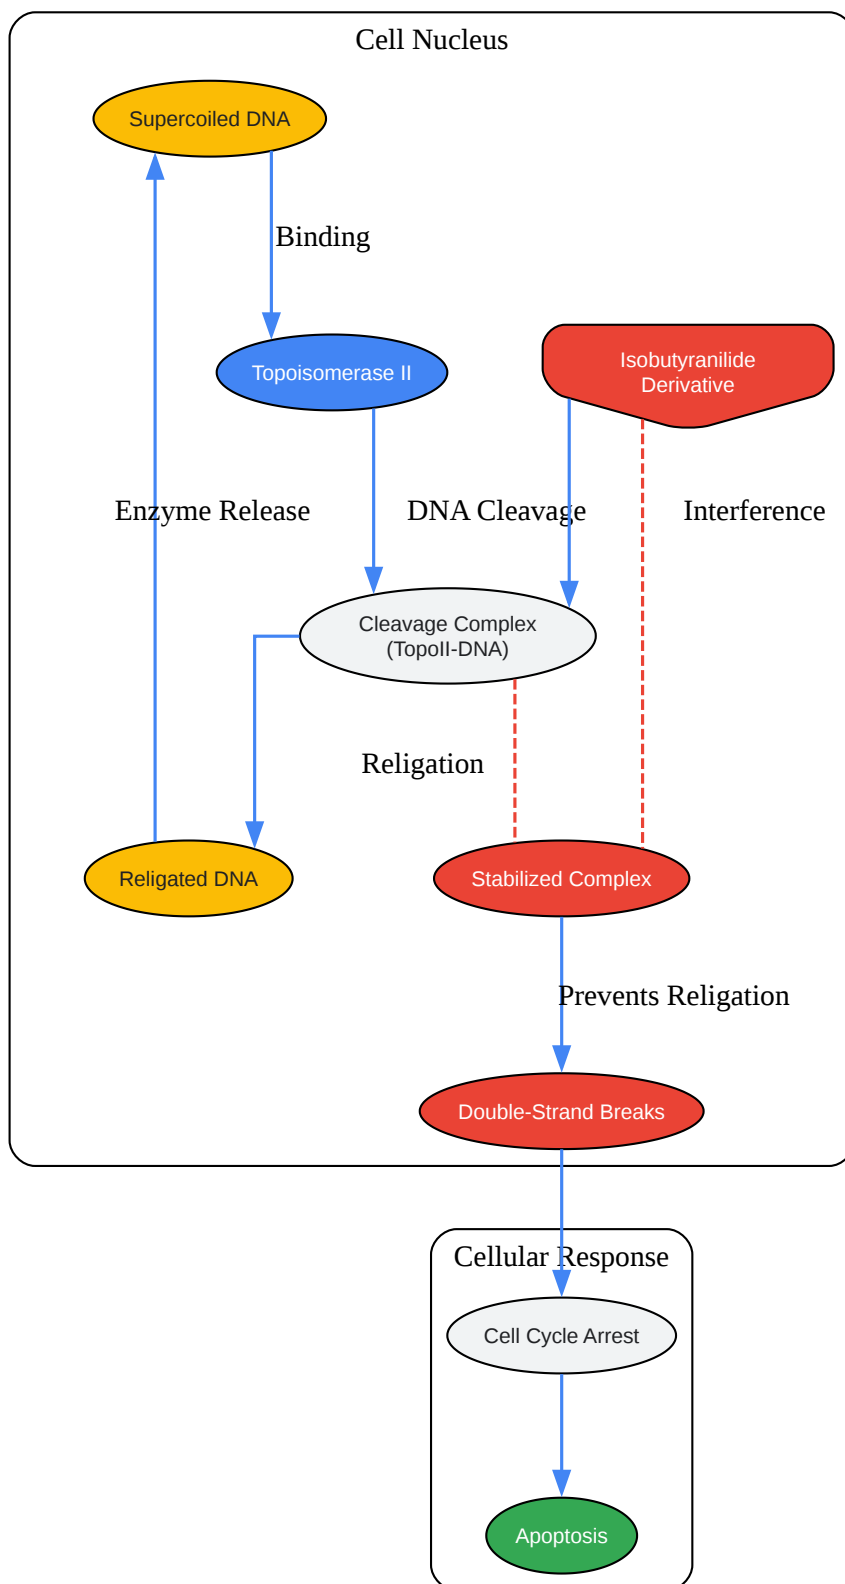 Cell Nucleus
Supercoiled DNA
Binding
Topoisomerase II
Isobutyranilide
Derivative
Enzyme Release
DNA Cleavage
Interference
Cleavage Complex
(TopoII-DNA)
Religation
Religated DNA
Stabilized Complex
Prevents Religation
Double-Strand Breaks
Cellular Response
Cell Cycle Arrest
Apoptosis